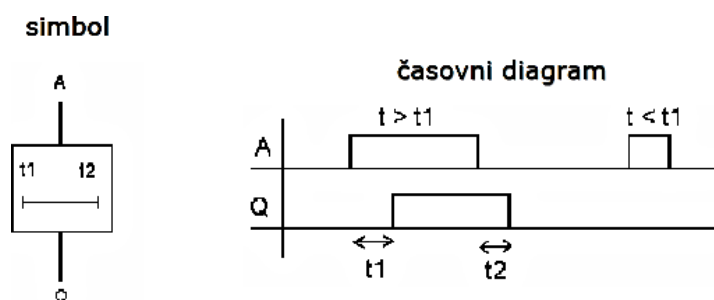 simbol
A
t1 t2
Q
časovni diagram
t > t1 t < t1
A
Q
t1 t2